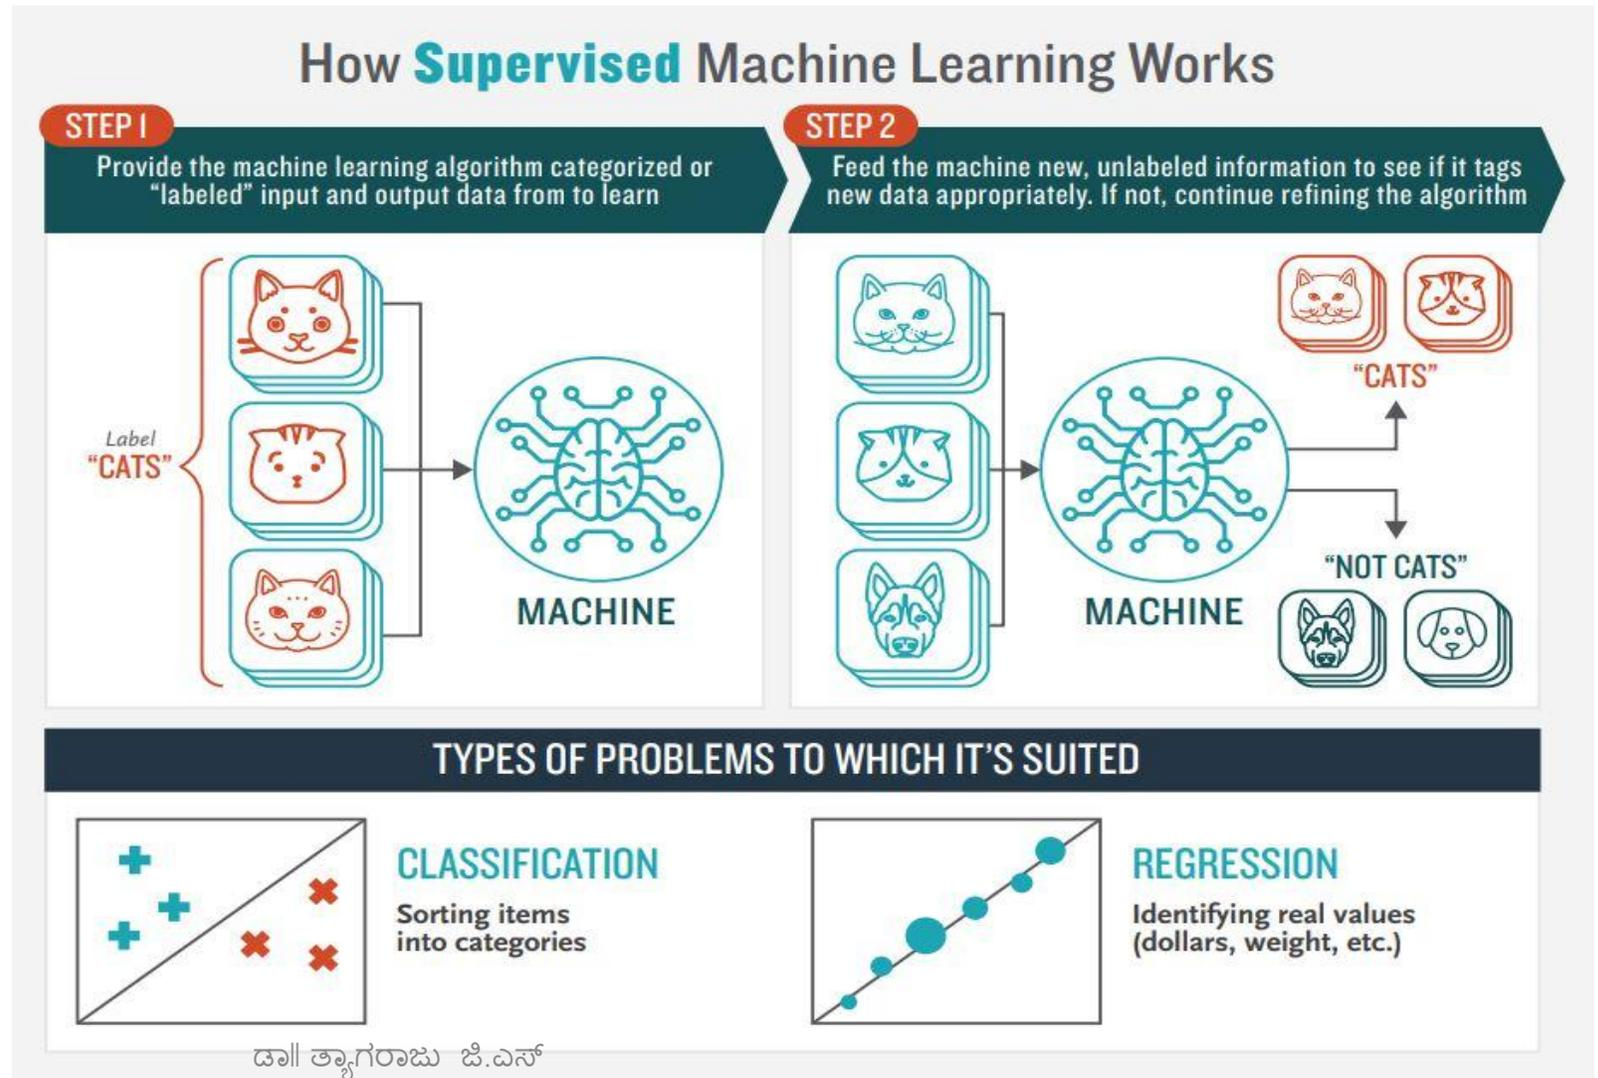 How Supervised Machine Learning Works
STEP 1
Provide the machine learning algorithm categorized or
“labeled” input and output data from to learn
STEP 2
Feed the machine new, unlabeled information to see if it tags
new data appropriately. If not, continue refining the algorithm
Label
“CATS”
MACHINE
MACHINE
“CATS”
“NOT CATS”
TYPES OF PROBLEMS TO WHICH IT’S SUITED
CLASSIFICATION
Sorting items
into categories
REGRESSION
Identifying real values
(dollars, weight, etc.)
ಡಾ|| ತ್ಯಾಗರಾಜು ಜಿ.ಎಸ್